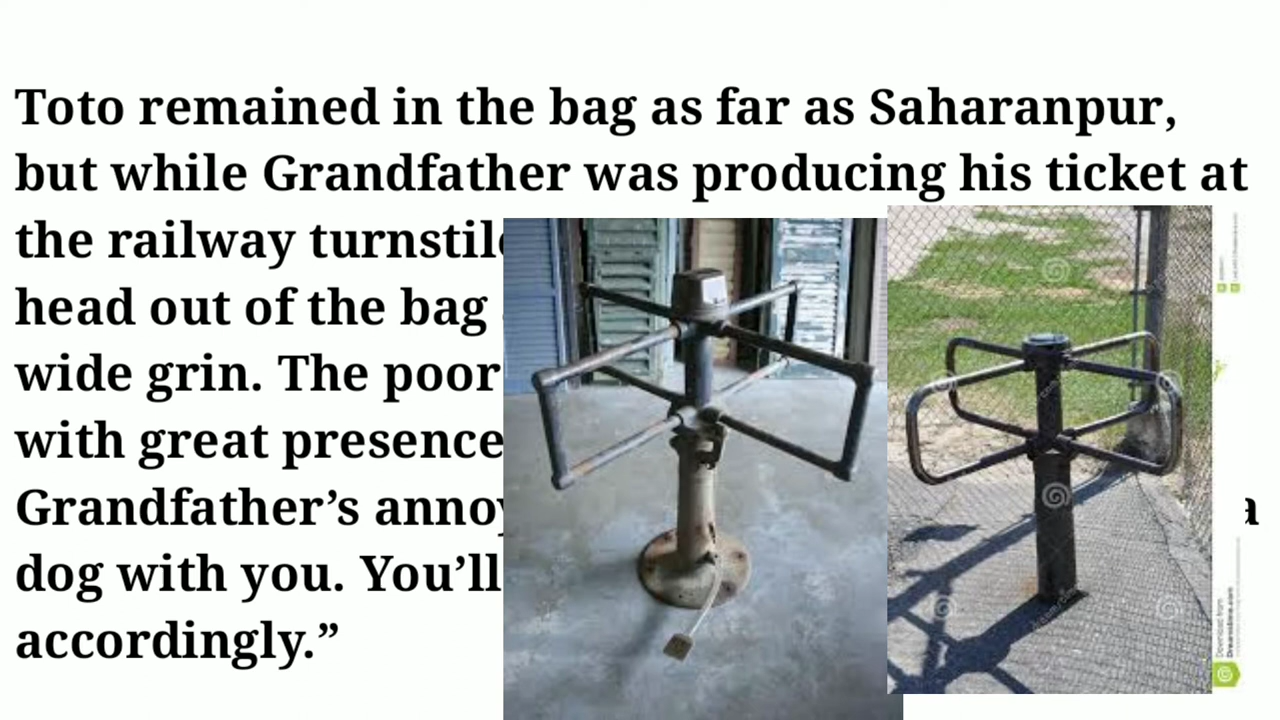 Toto remained in the bag as far as Saharanpur,
but while Grandfather was producing his ticket at
the railway turnstile
head out of the bag
wide grin. The poor
with great presence
Grandfather’s annoy a
dog with you. You’ll
accordingly.”